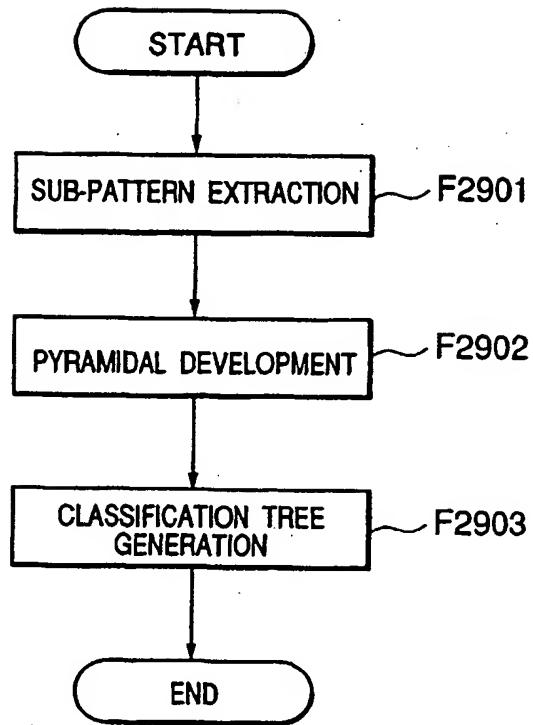 START
SUB-PATTERN EXTRACTION
F2901
PYRAMIDAL DEVELOPMENT
F2902
CLASSIFICATION TREE
GENERATION
F2903
END